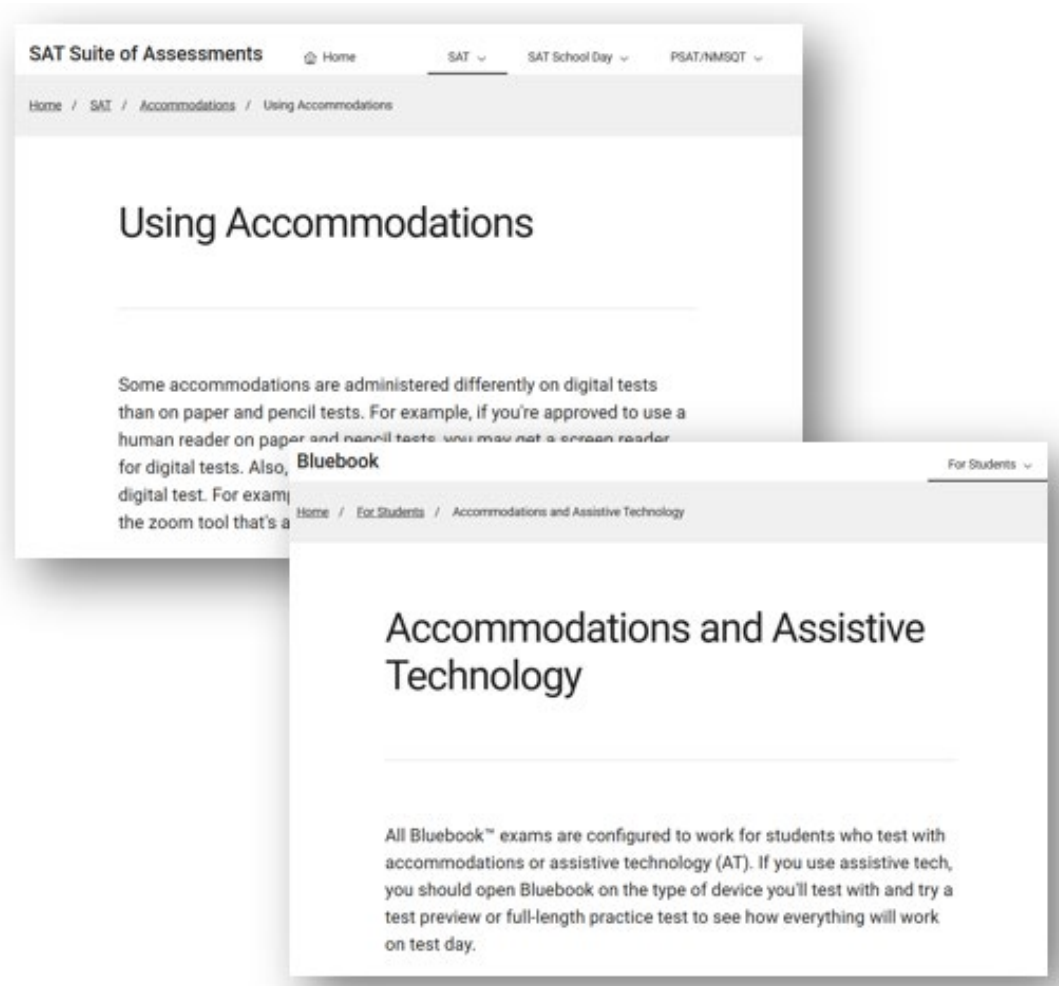 SAT Suite of Assessments Home SAT SAT School Day PSAT/NMSQT
Home / SAT / Accommodations / Using Accommodations
Using Accommodations
Some accommodations are administered differently on digital tests
than on paper and pencil tests. For example, if you're approved to use a
human reader on paper and pencil tests, you may get a screen reader
for digital tests. Also,
digital test. For examp
the zoom tool that's a
Bluebook For Students
Home / For Students / Accommodations and Assistive Technology
Accommodations and Assistive
Technology
All Bluebook™ exams are configured to work for students who test with
accommodations or assistive technology (AT). If you use assistive tech,
you should open Bluebook on the type of device you'll test with and try a
test preview or full-length practice test to see how everything will work
on test day.